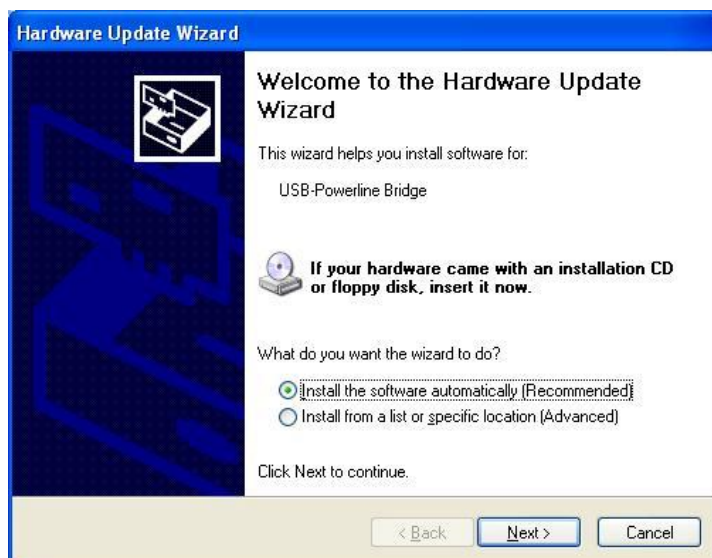 Hardware Update Wizard
Welcome to the Hardware Update
Wizard
This wizard helps you install software for:
USB-Powerline Bridge
If your hardware came with an installation CD
or floppy disk, insert it now.
What do you want the wizard to do?
Install the software automatically (Recommended)
Install from a list or specific location (Advanced)
Click Next to continue.
< Back Next > Cancel